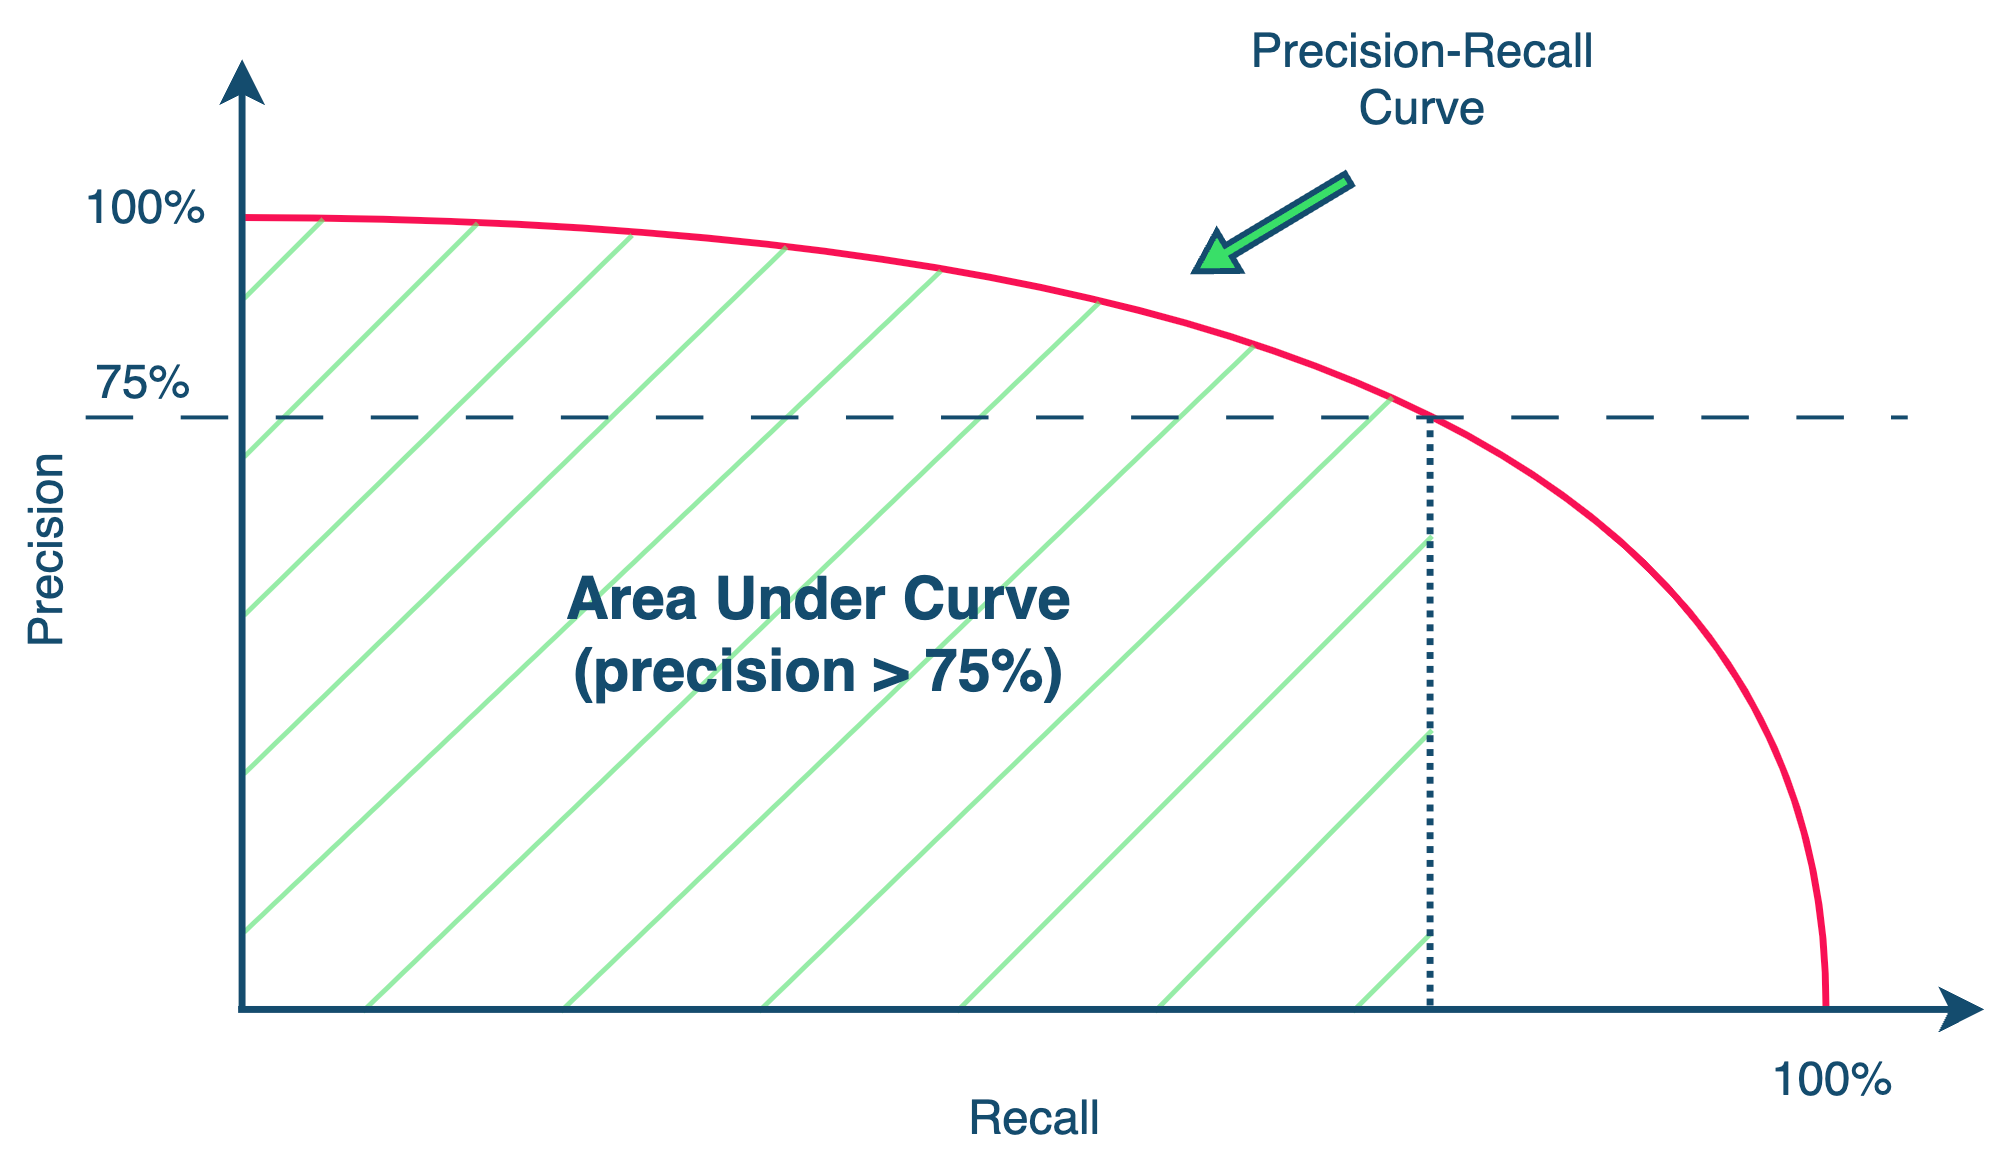 Precision-Recall
Curve
100%
75%
Precision
Area Under Curve
(precision > 75%)
100%
Recall